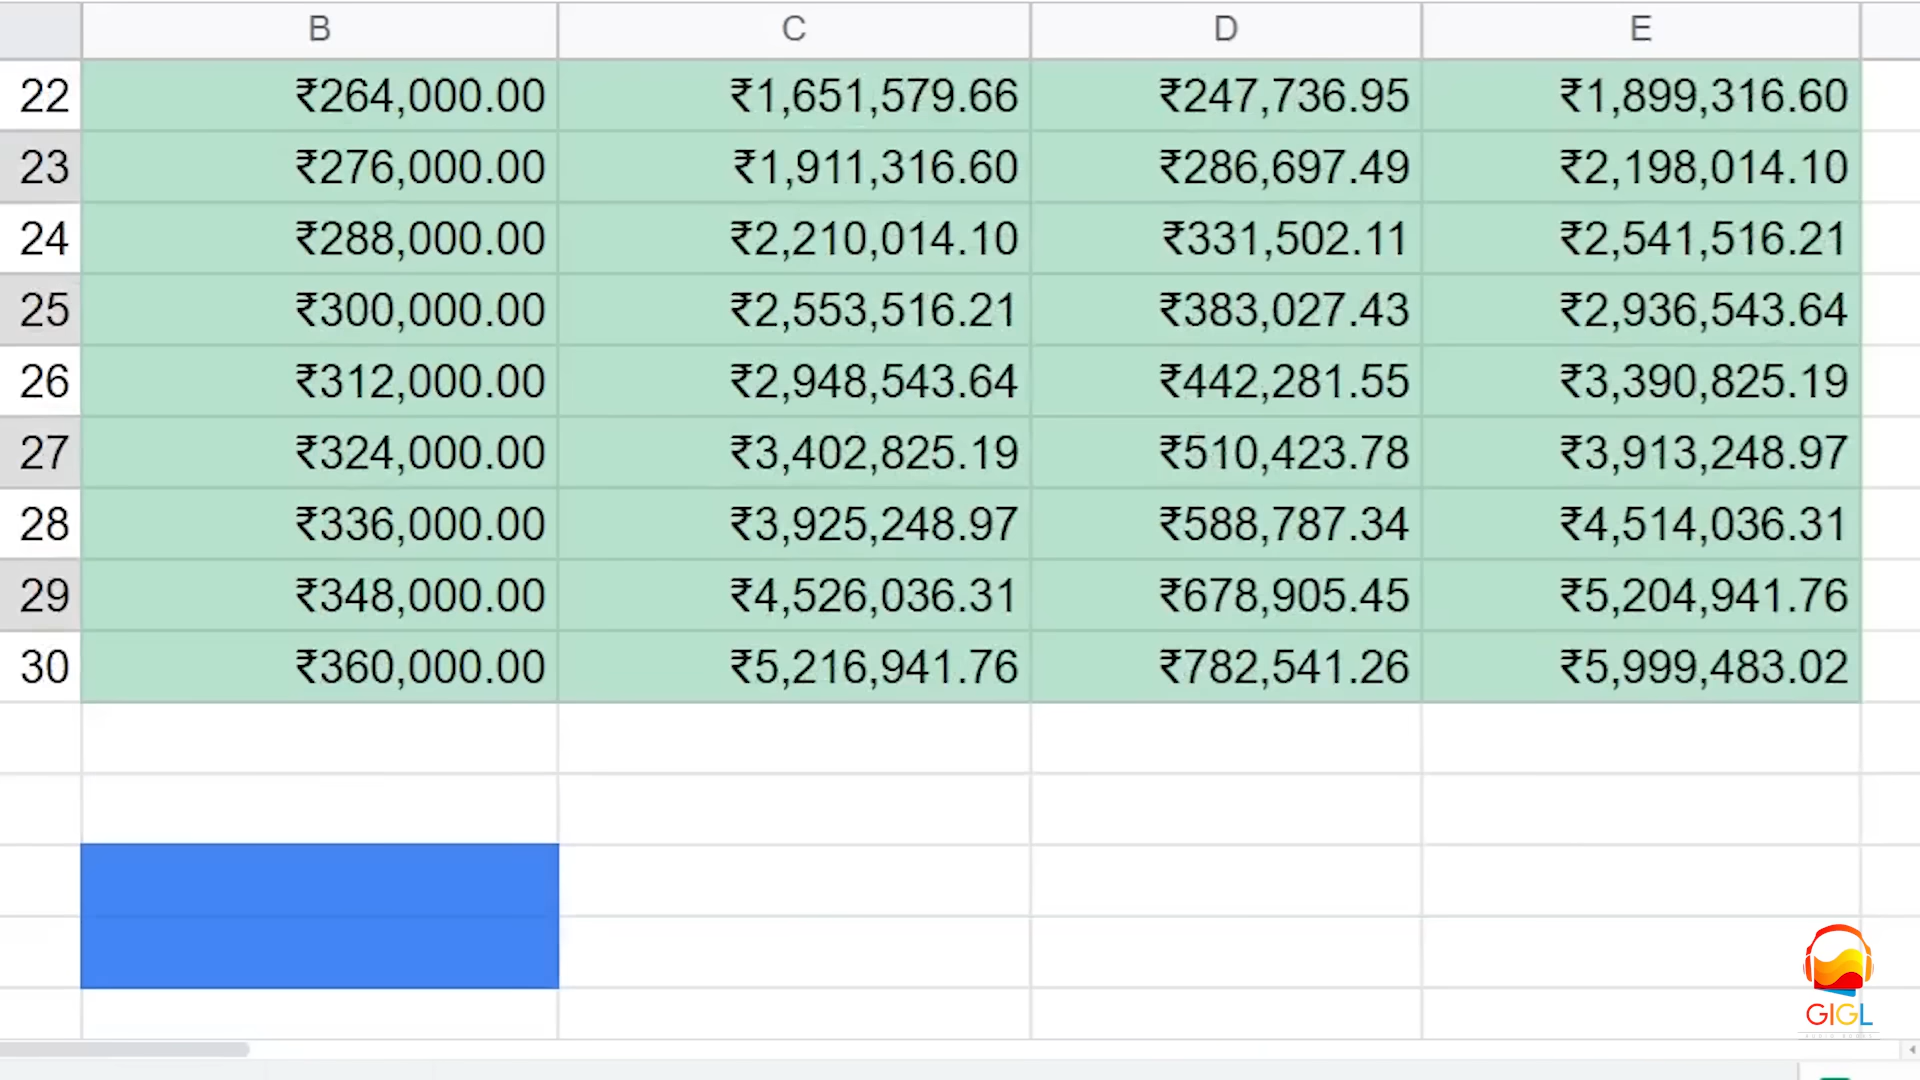 B C D E
22 ₹264,000.00 ₹1,651,579.66 ₹247,736.95 ₹1,899,316.60
23 ₹276,000.00 ₹1,911,316.60 ₹286,697.49 ₹2,198,014.10
24 ₹288,000.00 ₹2,210,014.10 ₹331,502.11 ₹2,541,516.21
25 ₹300,000.00 ₹2,553,516.21 ₹383,027.43 ₹2,936,543.64
26 ₹312,000.00 ₹2,948,543.64 ₹442,281.55 ₹3,390,825.19
27 ₹324,000.00 ₹3,402,825.19 ₹510,423.78 ₹3,913,248.97
28 ₹336,000.00 ₹3,925,248.97 ₹588,787.34 ₹4,514,036.31
29 ₹348,000.00 ₹4,526,036.31 ₹678,905.45 ₹5,204,941.76
30 ₹360,000.00 ₹5,216,941.76 ₹782,541.26 ₹5,999,483.02
GIGL